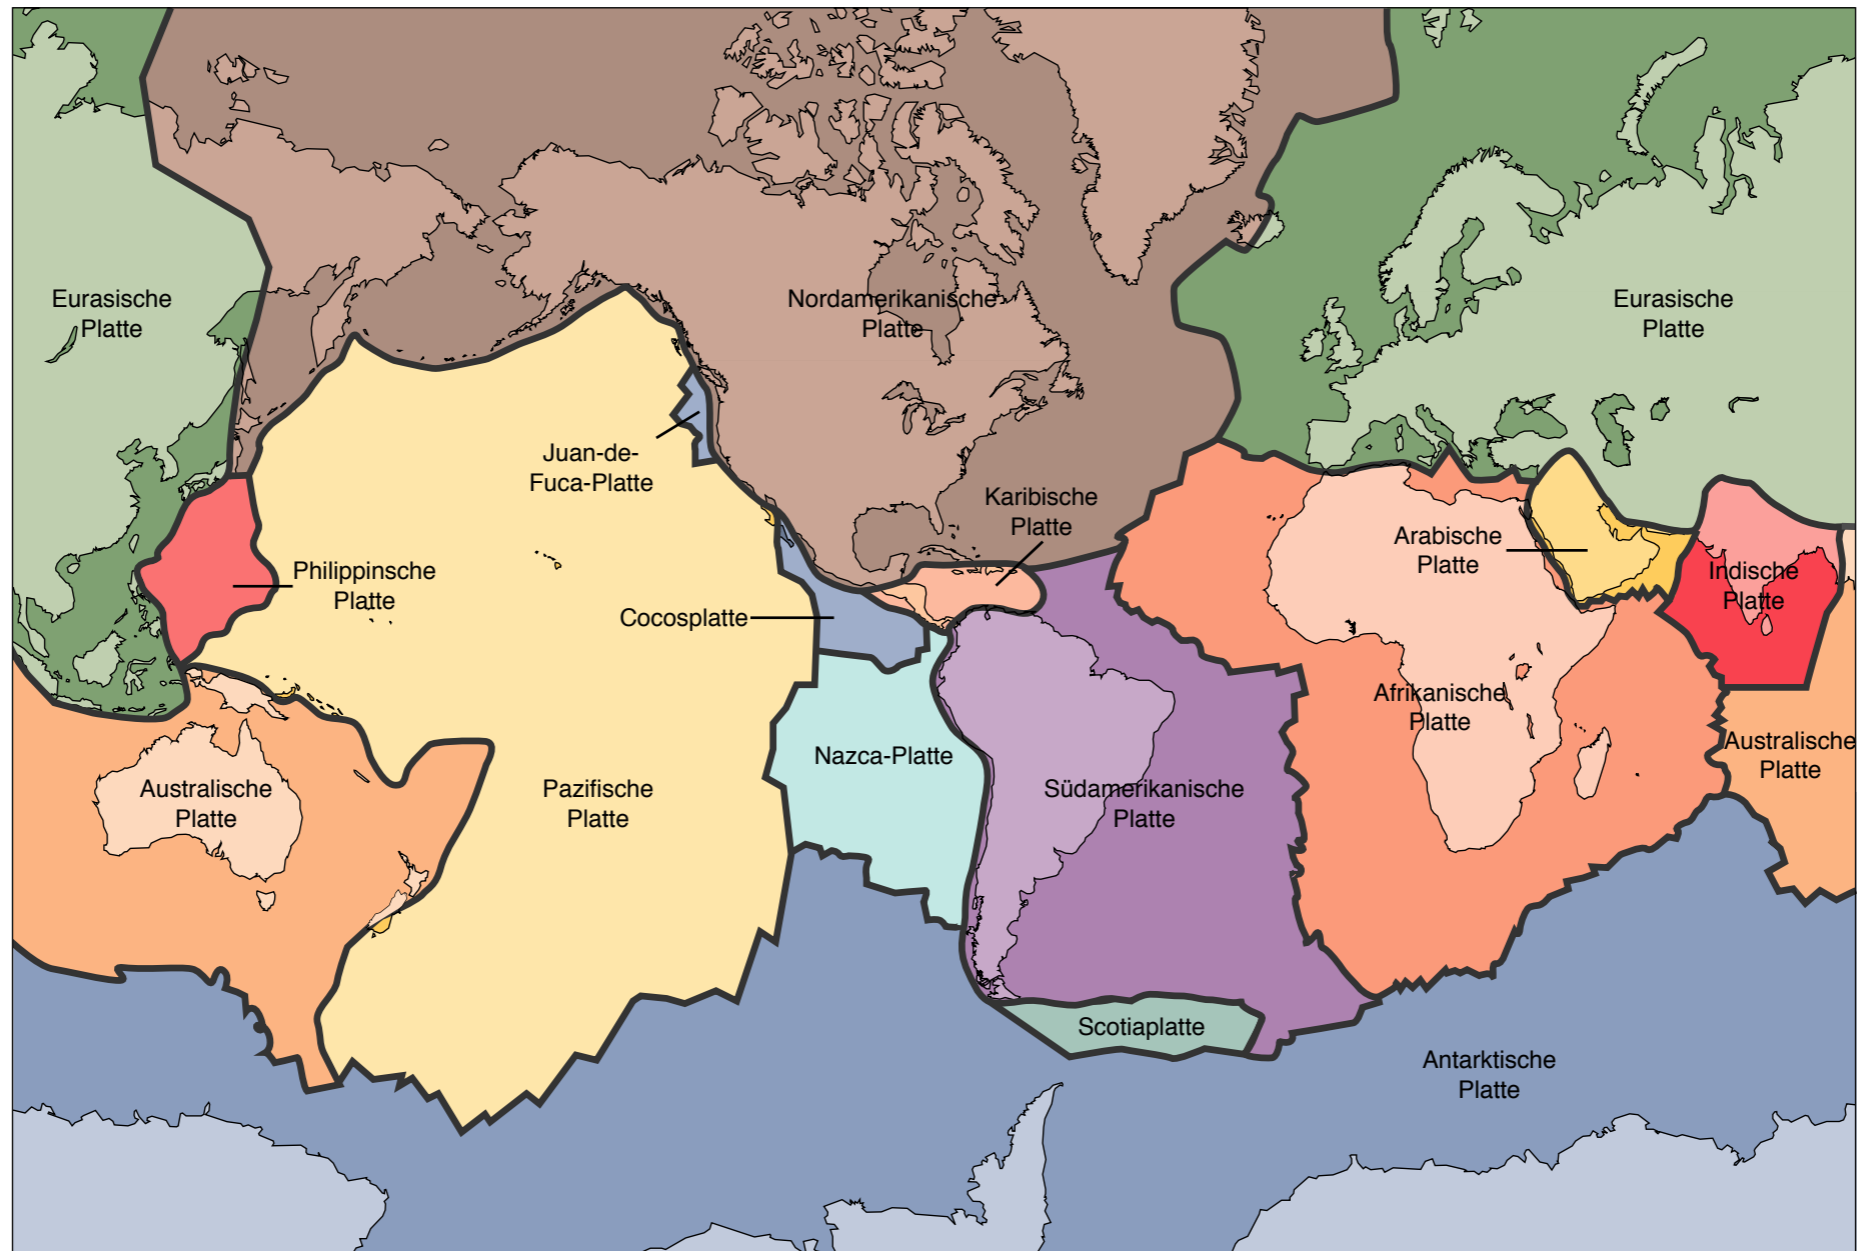 Eurasische
Platte
Nordamerikanische
Platte
Eurasische
Platte
Juan-de-
Fuca-Platte
Karibische
Platte
Arabische
Platte
Philippinsche
Platte
Indische
Platte
Cocosplatte
Afrikanische
Platte
Australische
Platte
Nazca-Platte
Australische
Platte
Pazifische
Platte
Südamerikanische
Platte
Scotiaplatte
Antarktische
Platte